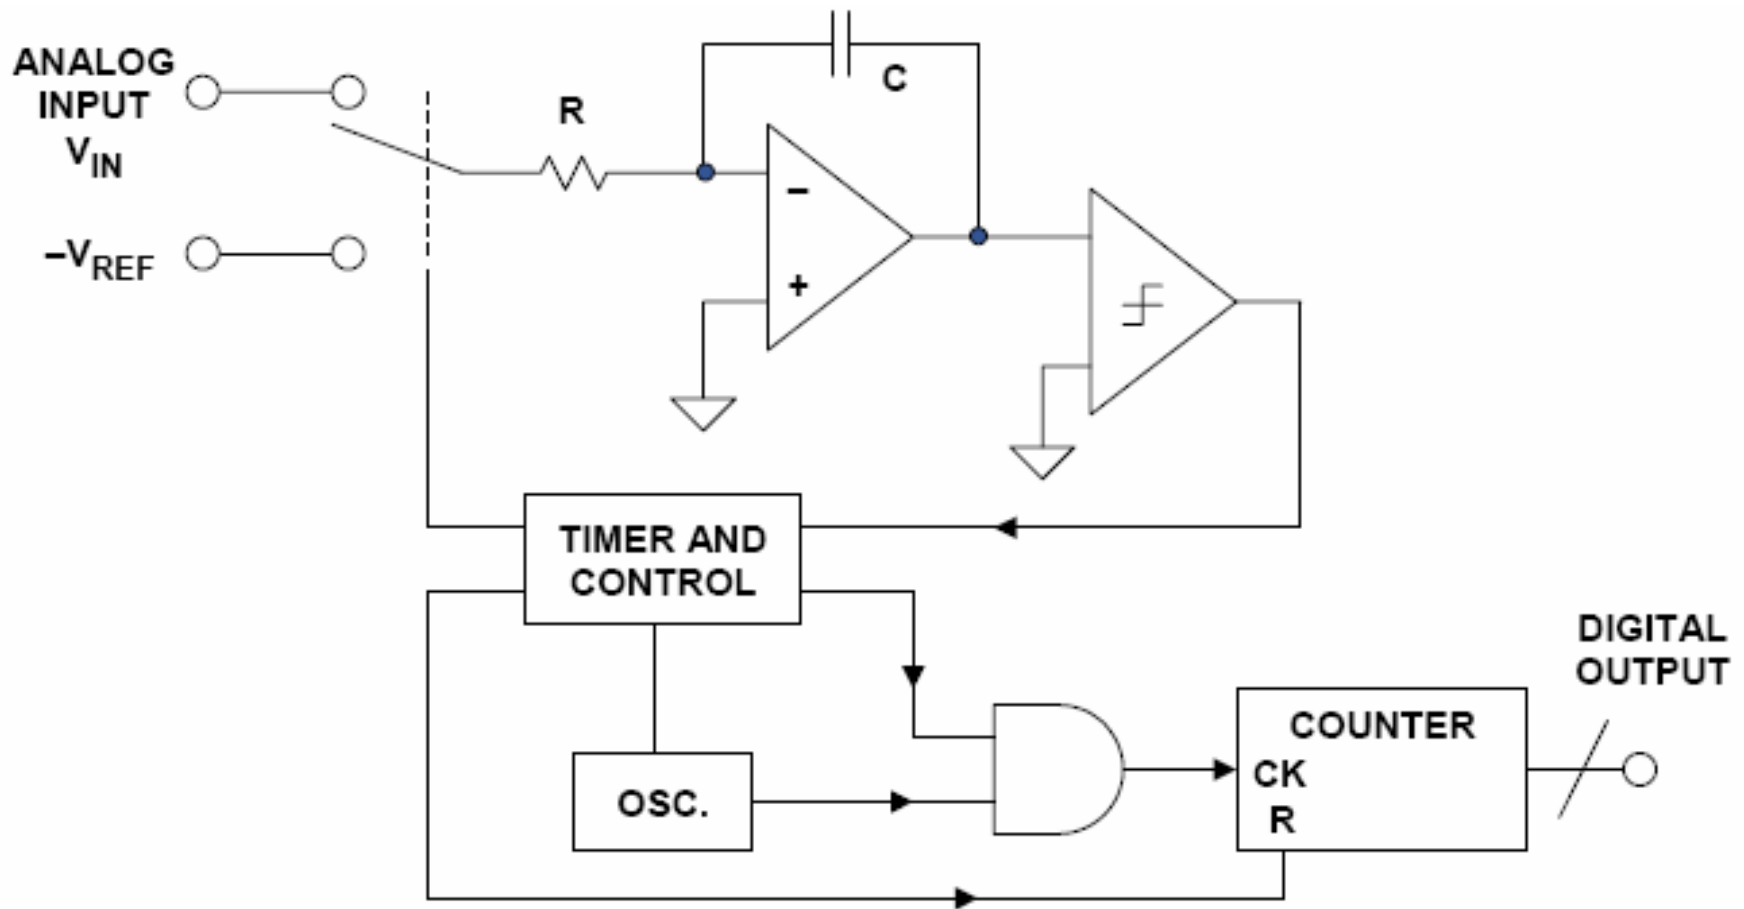 ANALOG
INPUT
VIN
–VREF
R
C
–
+
TIMER AND
CONTROL
OSC.
COUNTER
CK
R
DIGITAL
OUTPUT